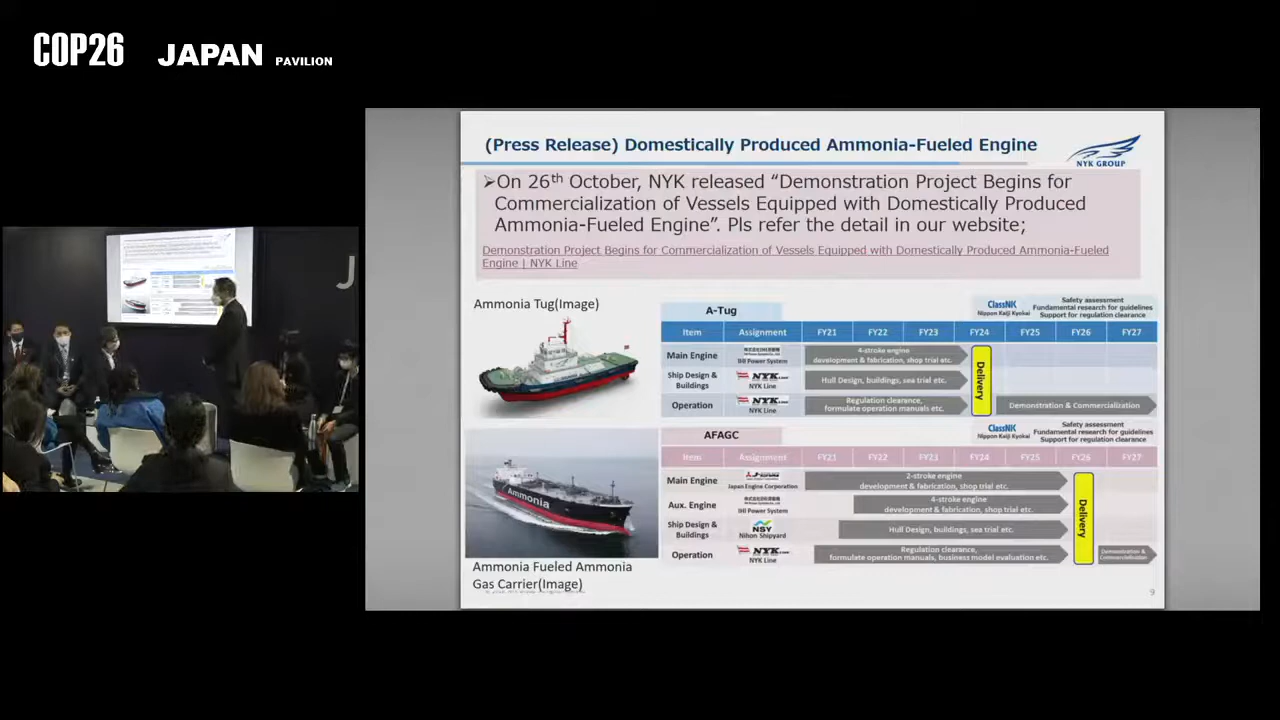 COP26 JAPAN PAVILION
(Press Release) Domestically Produced Ammonia-Fueled Engine
NYK GROUP
➢On 26th October, NYK released “Demonstration Project Begins for
Commercialization of Vessels Equipped with Domestically Produced
Ammonia-Fueled Engine”. Pls refer the detail in our website;
Demonstration Project Begins for Commercialization of Vessels Equipped with Domestically Produced Ammonia-Fueled
Engine | NYK Line
J
Ammonia Tug(Image)
A-Tug
ClassNK
Nippon Kaiji Kyokai
Safety assessment
Fundamental research for guidelines
Support for regulation clearance
Item Assignment FY21 FY22 FY23 FY24 FY25 FY26 FY27
Main Engine
IHI Power System
4-stroke engine
development & fabrication, shop trial etc.
Ship Design &
Buildings
NYK LINE
NYK Line
Hull Design, buildings, sea trial etc.
Operation
NYK LINE
NYK Line
Regulation clearance,
formulate operation manuals etc.
Delivery
Demonstration & Commercialization
AFAGC
ClassNK
Nippon Kaiji Kyokai
Safety assessment
Fundamental research for guidelines
Support for regulation clearance
Item Assignment FY21 FY22 FY23 FY24 FY25 FY26 FY27
Main Engine
J-ENG
Japan Engine Corporation
2-stroke engine
development & fabrication, shop trial etc.
Aux. Engine
IHI Power System
4-stroke engine
development & fabrication, shop trial etc.
Ship Design &
Buildings
NSY
Nihon Shipyard
Hull Design, buildings, sea trial etc.
Operation
NYK LINE
NYK Line
Regulation clearance,
formulate operation manuals, business model evaluation etc.
Delivery
Demonstration &
Commercialization
Ammonia
Ammonia Fueled Ammonia
Gas Carrier(Image)
9